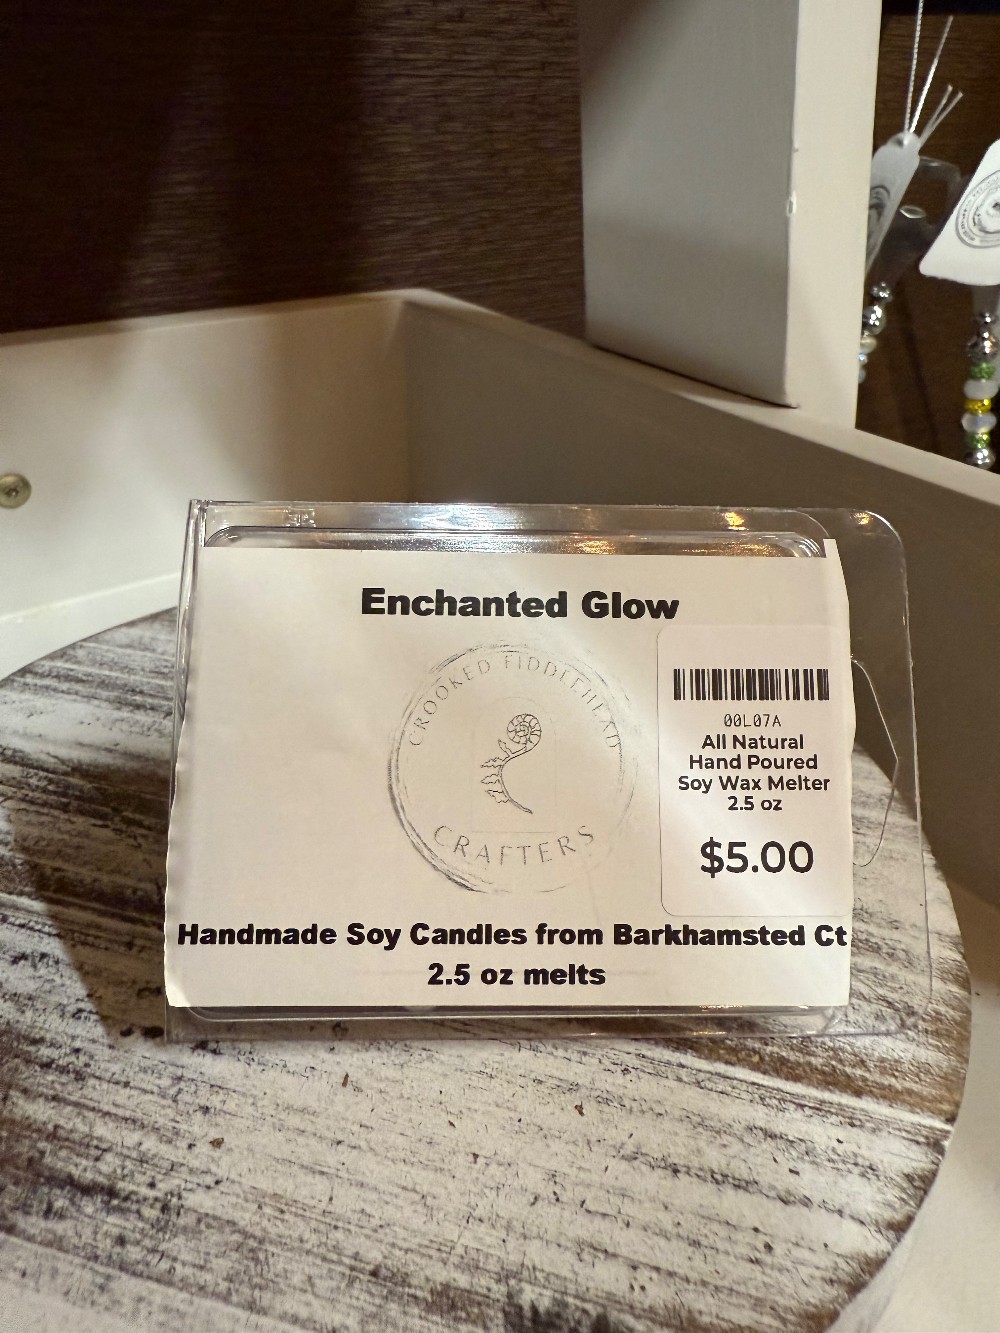 Enchanted Glow
CROOKED FIDDLEHEAD
CRAFTERS
00L07A
All Natural
Hand Poured
Soy Wax Melter
2.5 oz
$5.00
Handmade Soy Candles from Barkhamsted Ct
2.5 oz melts